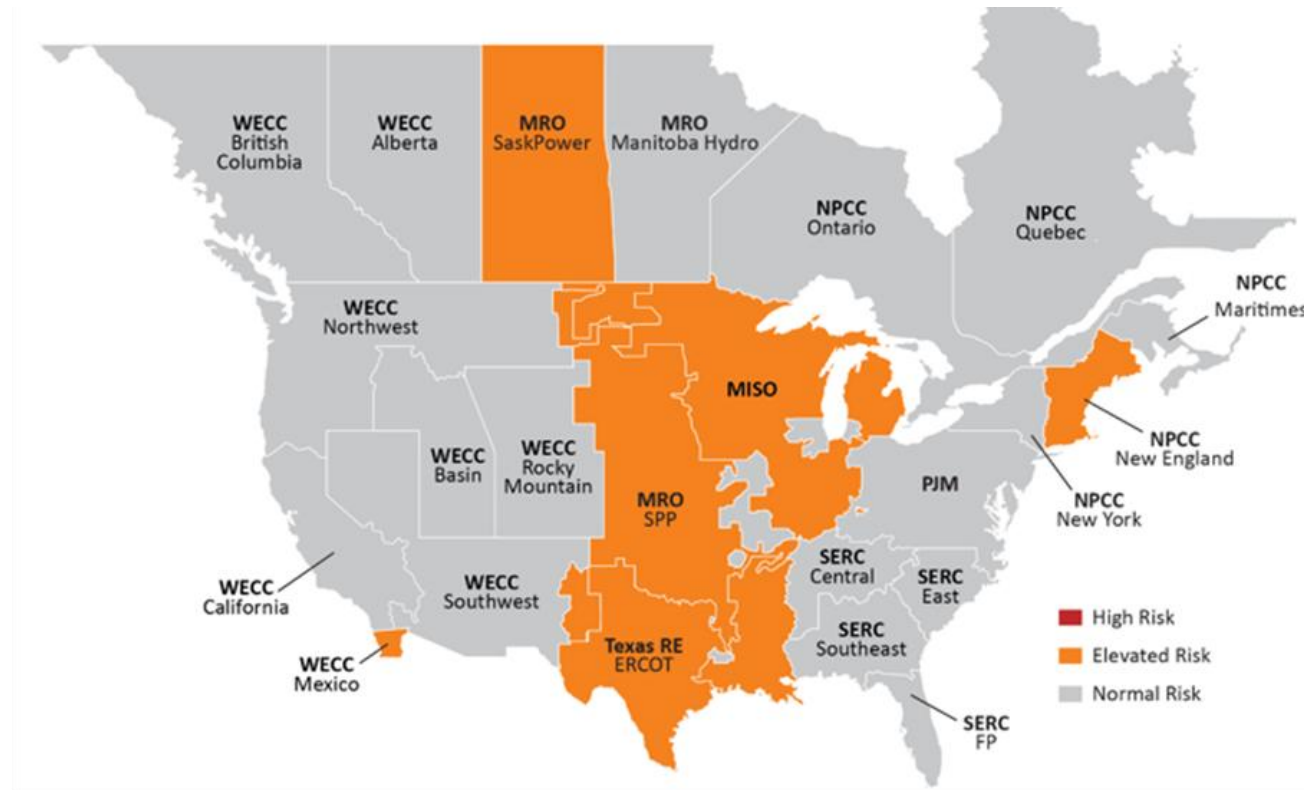 WECC
British
Columbia
WECC
Alberta
MRO
SaskPower
MRO
Manitoba Hydro
NPCC
Ontario
NPCC
Quebec
NPCC
Maritimes
WECC
Northwest
MISO
WECC
Basin
WECC
Rocky
Mountain
MRO
SPP
PJM
NPCC
New England
NPCC
New York
WECC
California
WECC
Southwest
SERC
Central
SERC
East
SERC
Southeast
Texas RE
ERCOT
WECC
Mexico
SERC
FP
High Risk
Elevated Risk
Normal Risk